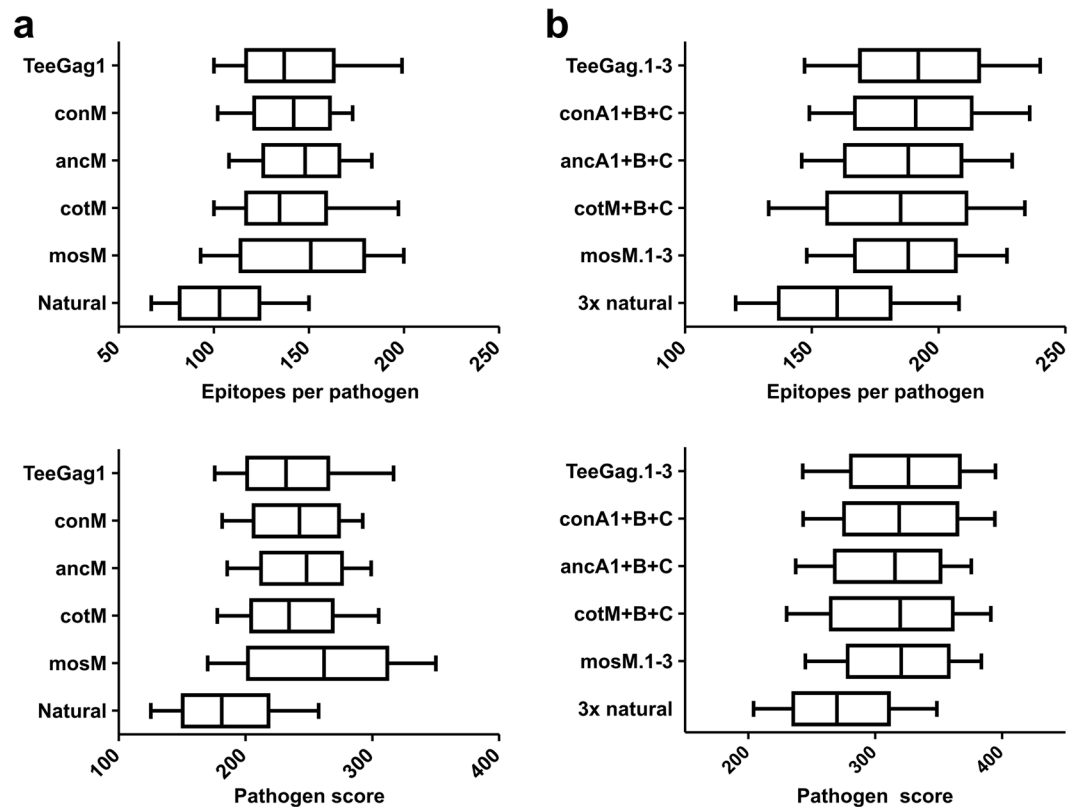 a
TeeGag1
conM
ancM
cotM
mosM
Natural
50 100 150 200 250
Epitopes per pathogen
b
TeeGag.1-3
conA1+B+C
ancA1+B+C
cotM+B+C
mosM.1-3
3x natural
100 150 200 250
Epitopes per pathogen
TeeGag1
conM
ancM
cotM
mosM
Natural
100 200 300 400
Pathogen score
TeeGag.1-3
conA1+B+C
ancA1+B+C
cotM+B+C
mosM.1-3
3x natural
200 300 400
Pathogen score